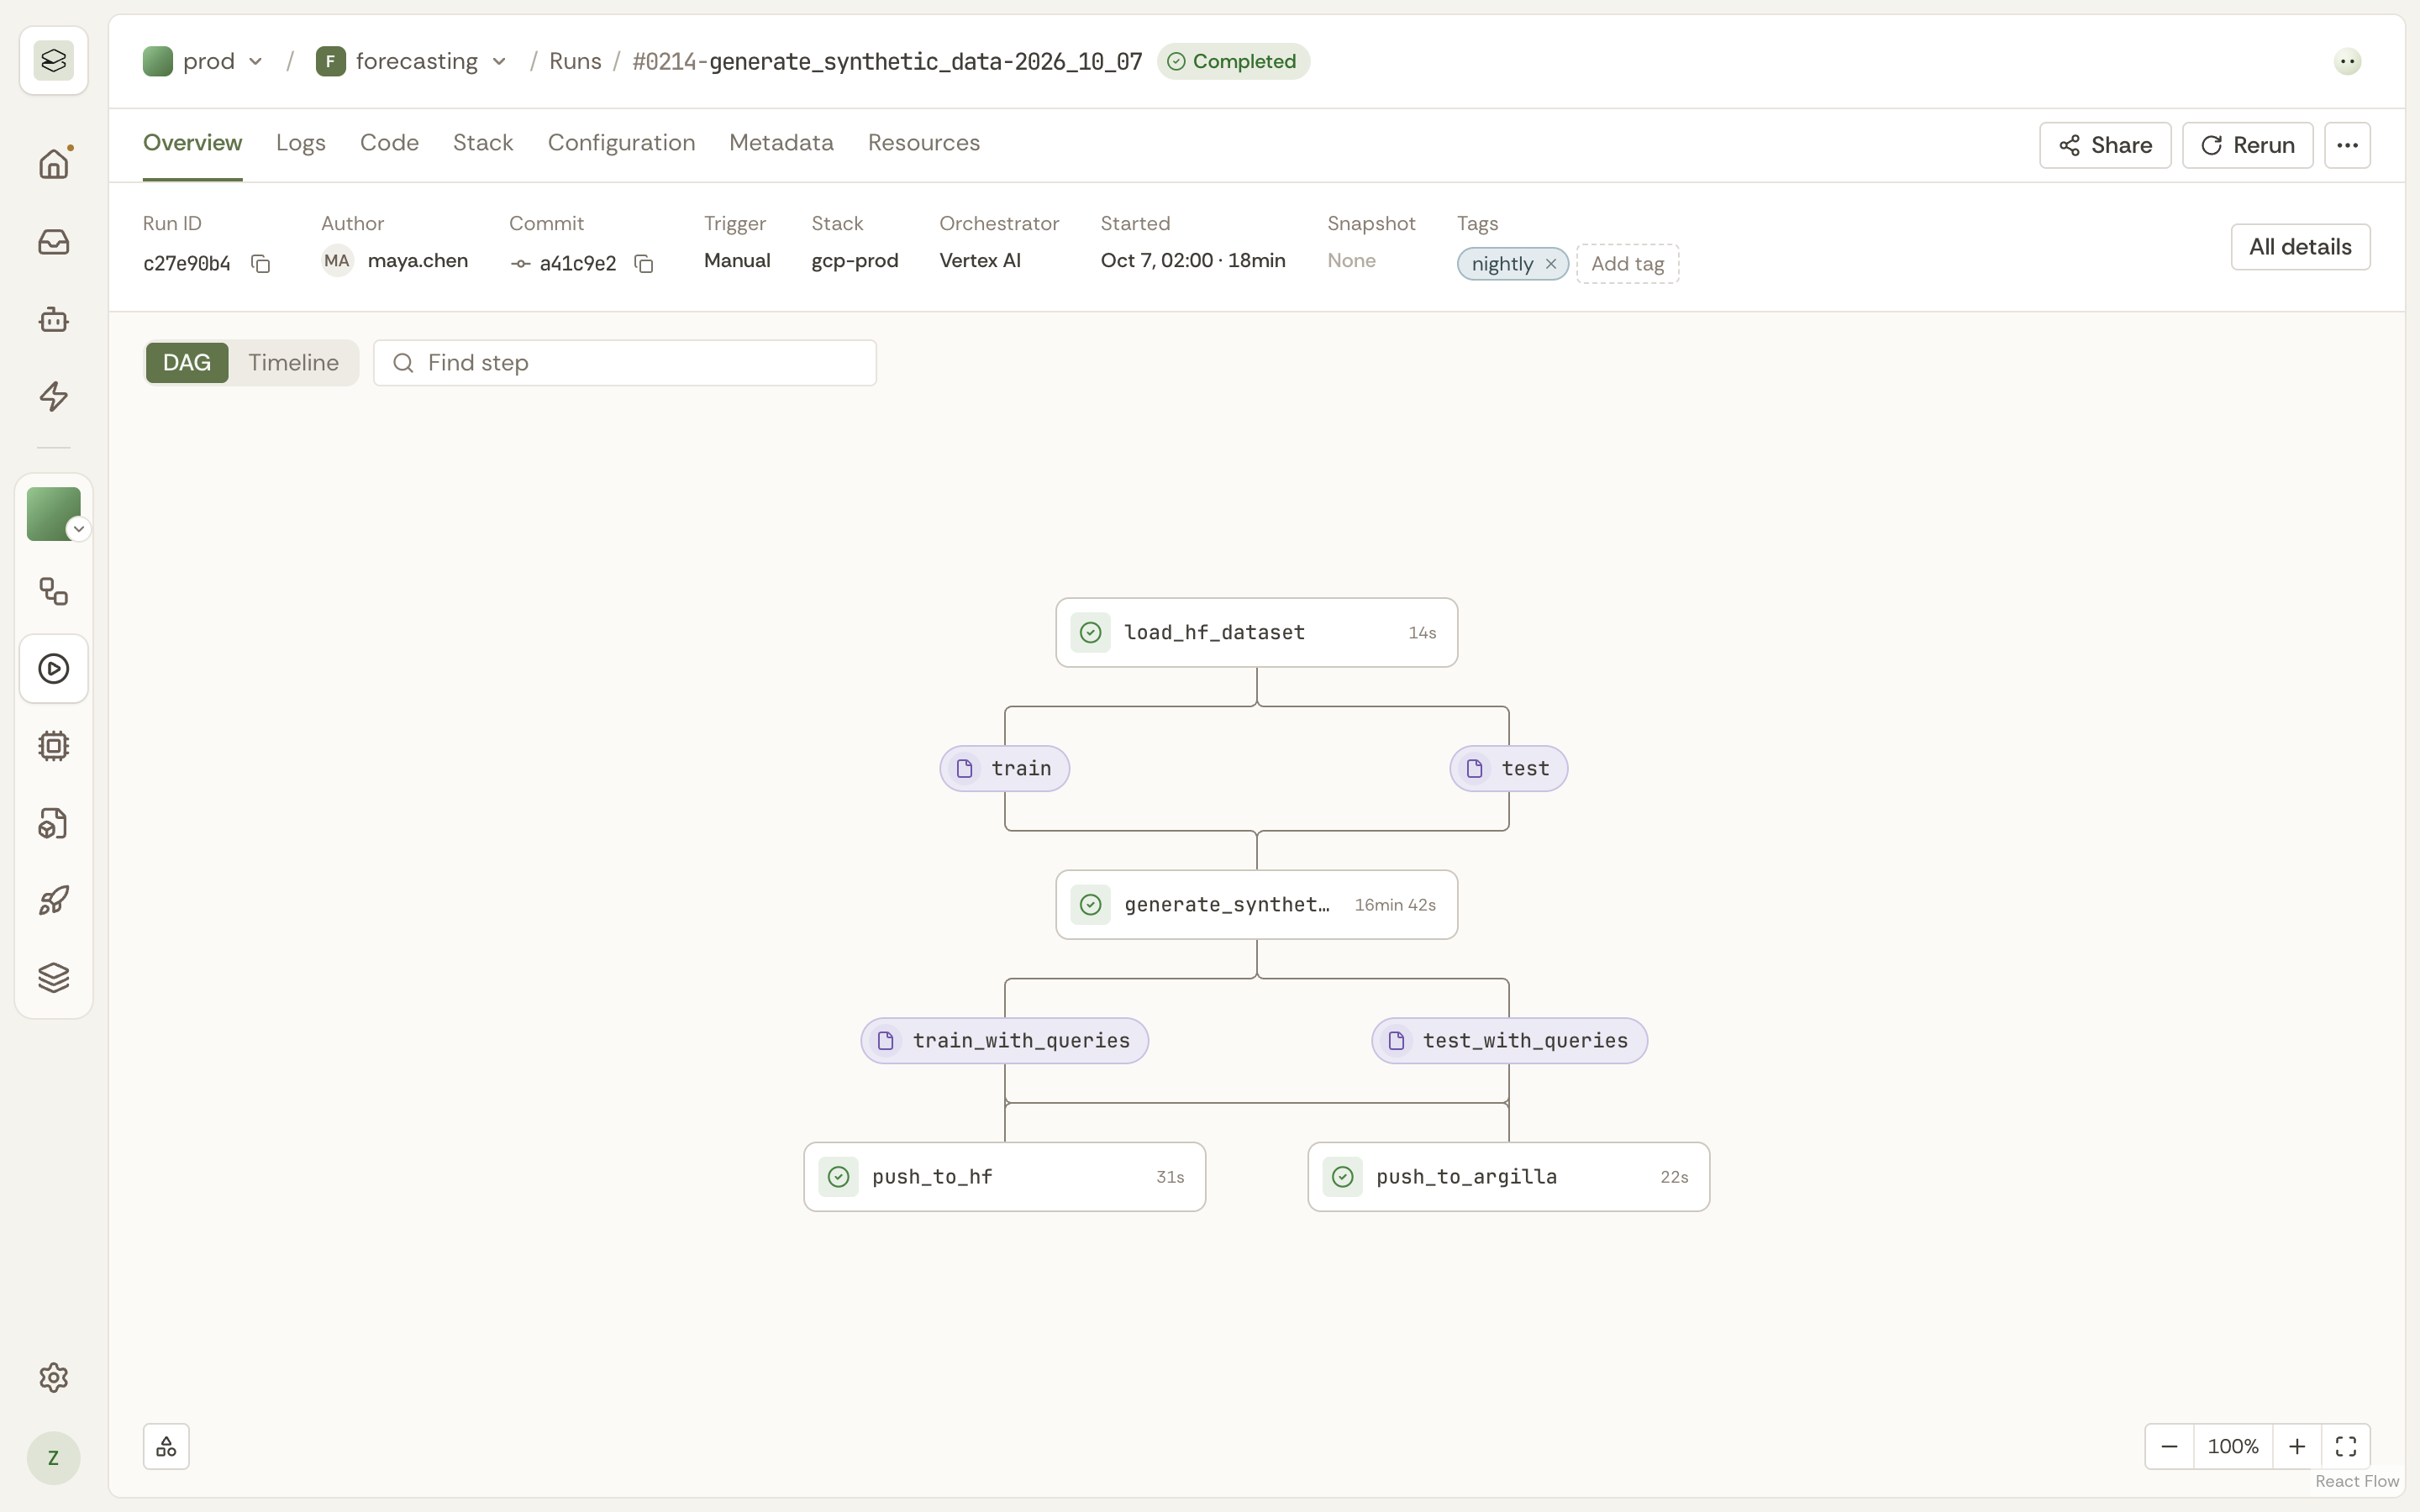 prod / F forecasting / Runs / #0214-generate_synthetic_data-2026_10_07 Completed
Overview Logs Code Stack Configuration Metadata Resources Share Rerun
Run ID Author Commit Trigger Stack Orchestrator Started Snapshot Tags
c27e90b4 MA maya.chen a41c9e2 Manual gcp-prod Vertex AI Oct 7, 02:00 · 18min None nightly Add tag All details
DAG Timeline Find step
load_hf_dataset 14s
train test
generate_synthet… 16min 42s
train_with_queries test_with_queries
push_to_hf 31s push_to_argilla 22s
Z
100%
React Flow